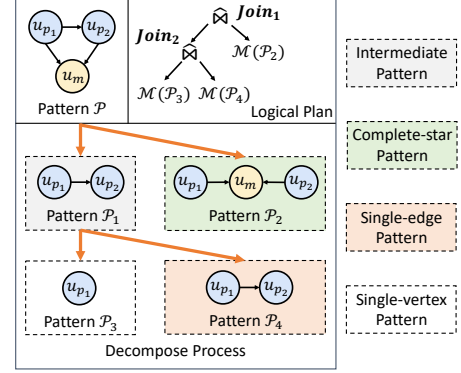 u_{p_1} u_{p_2}
u_m
Pattern 𝒫
Join_1
Join_2 ⋈̂
⋈̂ ℳ(𝒫_2)
ℳ(𝒫_3) ℳ(𝒫_4)
Logical Plan
u_{p_1} u_{p_2}
Pattern 𝒫_1
u_{p_1} u_m u_{p_2}
Pattern 𝒫_2
u_{p_1}
Pattern 𝒫_3
u_{p_1} u_{p_2}
Pattern 𝒫_4
Decompose Process
Intermediate
Pattern
Complete-star
Pattern
Single-edge
Pattern
Single-vertex
Pattern